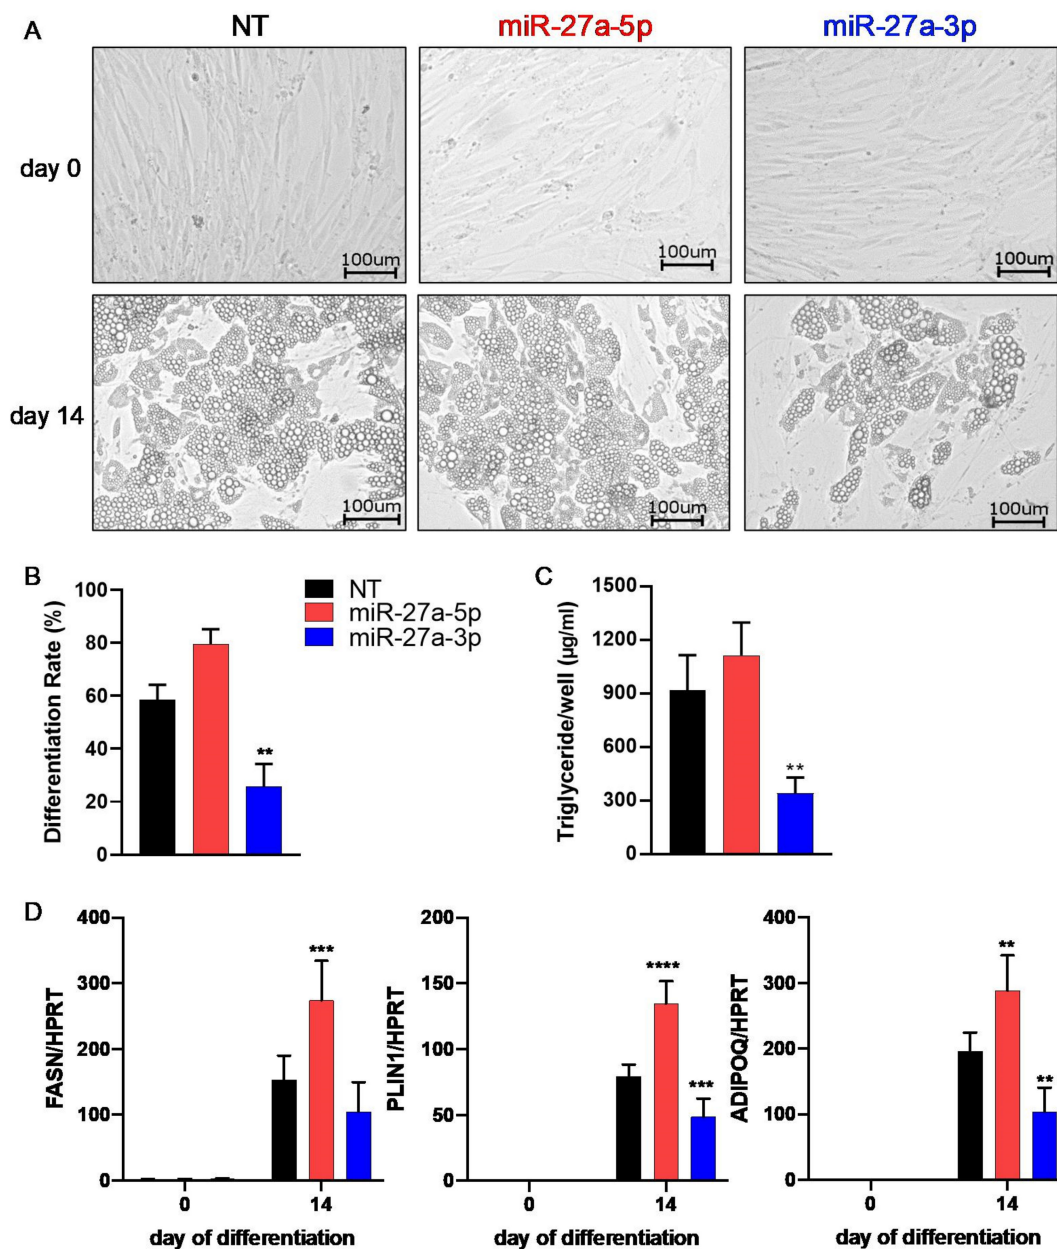 A
NT
miR-27a-5p
miR-27a-3p
day 0
100um
100um
100um
day 14
100um
100um
100um
B
Differentiation Rate (%)
100
80
60
40
20
0
**
NT
miR-27a-5p
miR-27a-3p
C
Triglyceride/well (µg/ml)
1500
1200
900
600
300
0
**
D
FASN/HPRT
400
300
200
100
0
***
0
14
day of differentiation
PLIN1/HPRT
200
150
100
50
0
****
***
0
14
day of differentiation
ADIPOQ/HPRT
400
300
200
100
0
**
**
0
14
day of differentiation